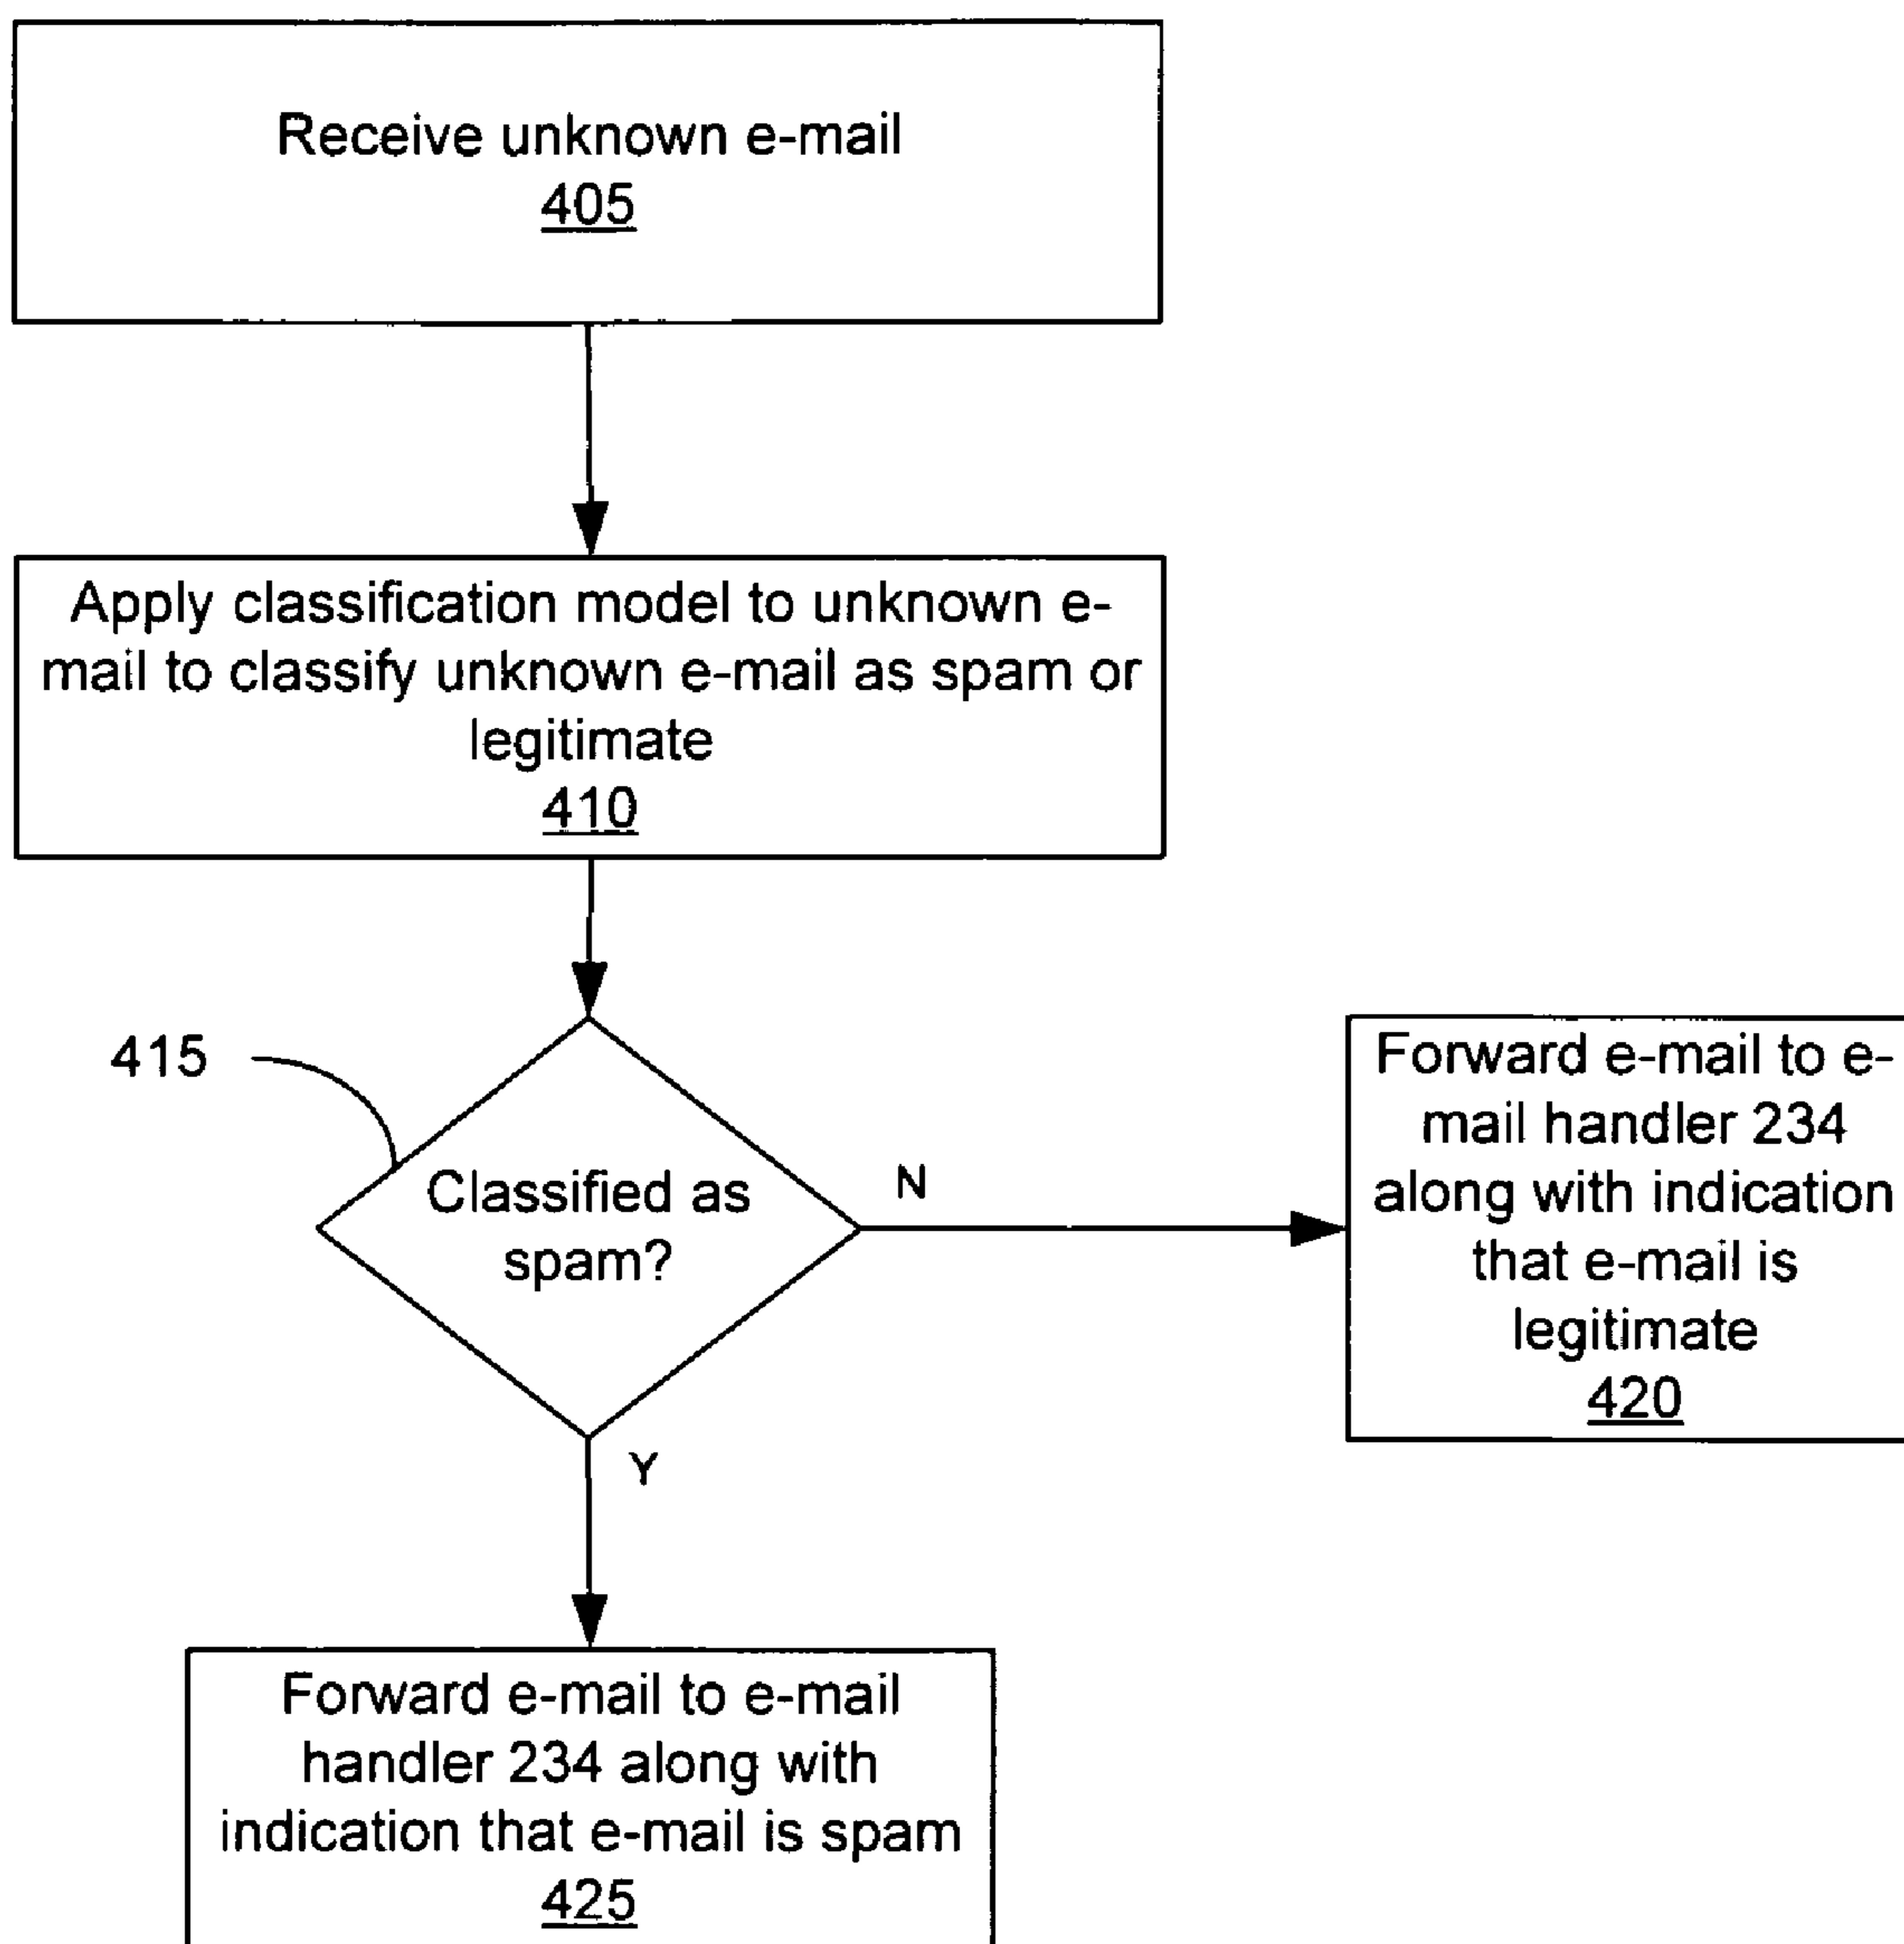 Receive unknown e-mail
405
Apply classification model to unknown e-
mail to classify unknown e-mail as spam or
legitimate
410
415
Classified as
spam?
N
Forward e-mail to e-
mail handler 234
along with indication
that e-mail is
legitimate
420
Y
Forward e-mail to e-mail
handler 234 along with
indication that e-mail is spam
425